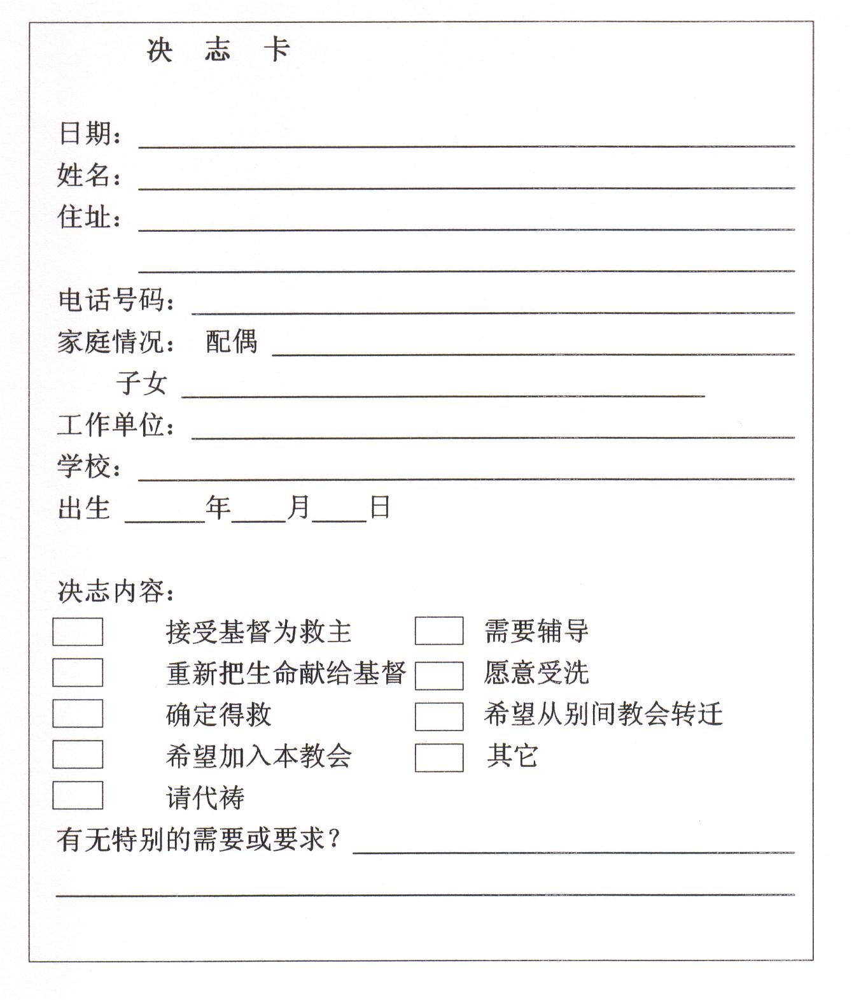 决 志 卡
日期：
姓名：
住址：
电话号码：
家庭情况： 配偶
子女
工作单位：
学校：
出生 年 月 日
决志内容：
接受基督为救主 需要辅导
重新把生命献给基督 愿意受洗
确定得救 希望从别间教会转迁
希望加入本教会 其它
请代祷
有无特别的需要或要求？